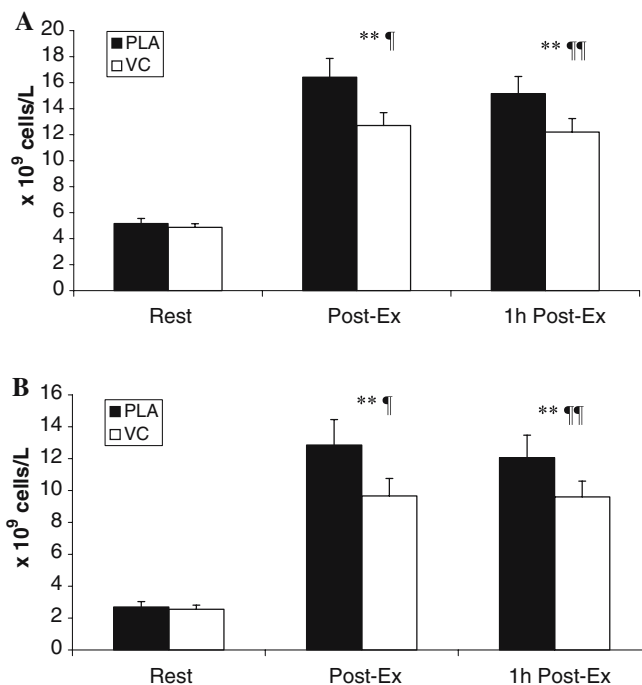 A
20
18
16
14
12
10
8
6
4
2
0
x 10⁹ cells/L
PLA
VC
** ¶
** ¶¶
Rest Post-Ex 1h Post-Ex
B
16
14
12
10
8
6
4
2
0
x 10⁹ cells/L
PLA
VC
** ¶
** ¶¶
Rest Post-Ex 1h Post-Ex